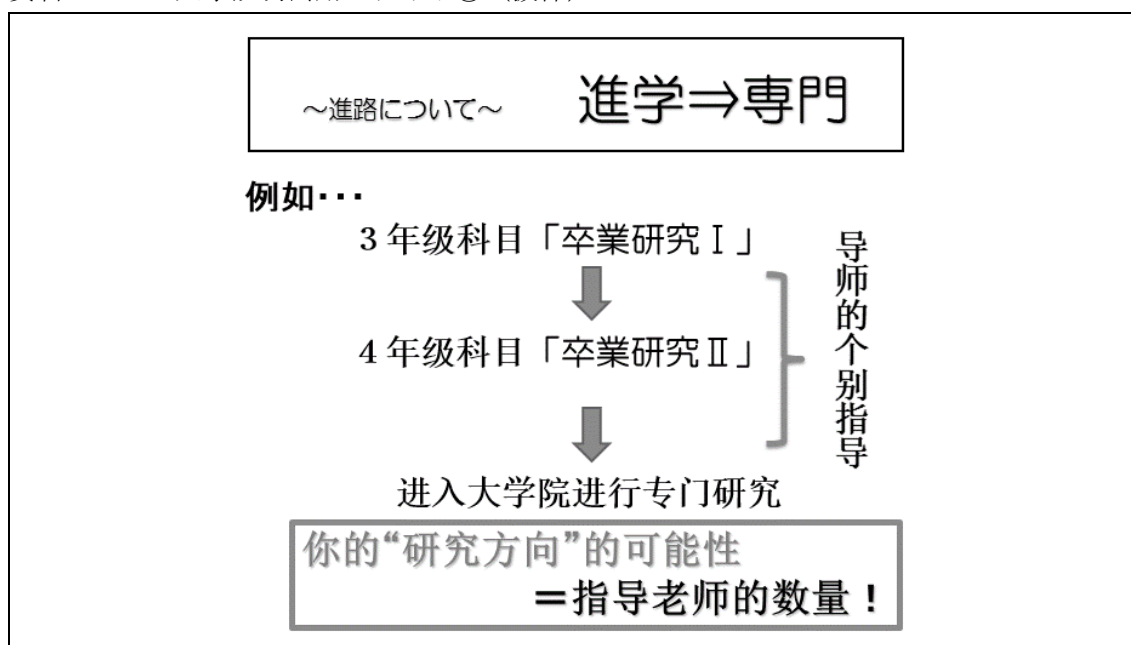 ～進路について～ 進学⇒専門
例如･･･
3 年级科目「卒業研究Ⅰ」
4 年级科目「卒業研究Ⅱ」
导师的个别指导
进入大学院进行专门研究
你的“研究方向”的可能性
＝指导老师的数量！